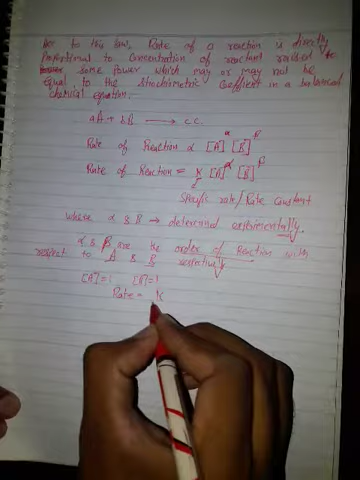 Acc to this law, Rate of a reaction is directly
Proportional to concentration of reactant raised to
some power which may or may not be
equal to the Stoichiometric Coefficient in a balanced
chemical equation.
aA + bB → cC
Rate of Reaction ∝ [A]^α [B]^β
Rate of Reaction = K [A]^α [B]^β
Specific rate / Rate Constant
where α & β → determined experimentally.
α & β are the order of Reaction with
respect to A & B respectively
[A]=1 [B]=1
Rate = K